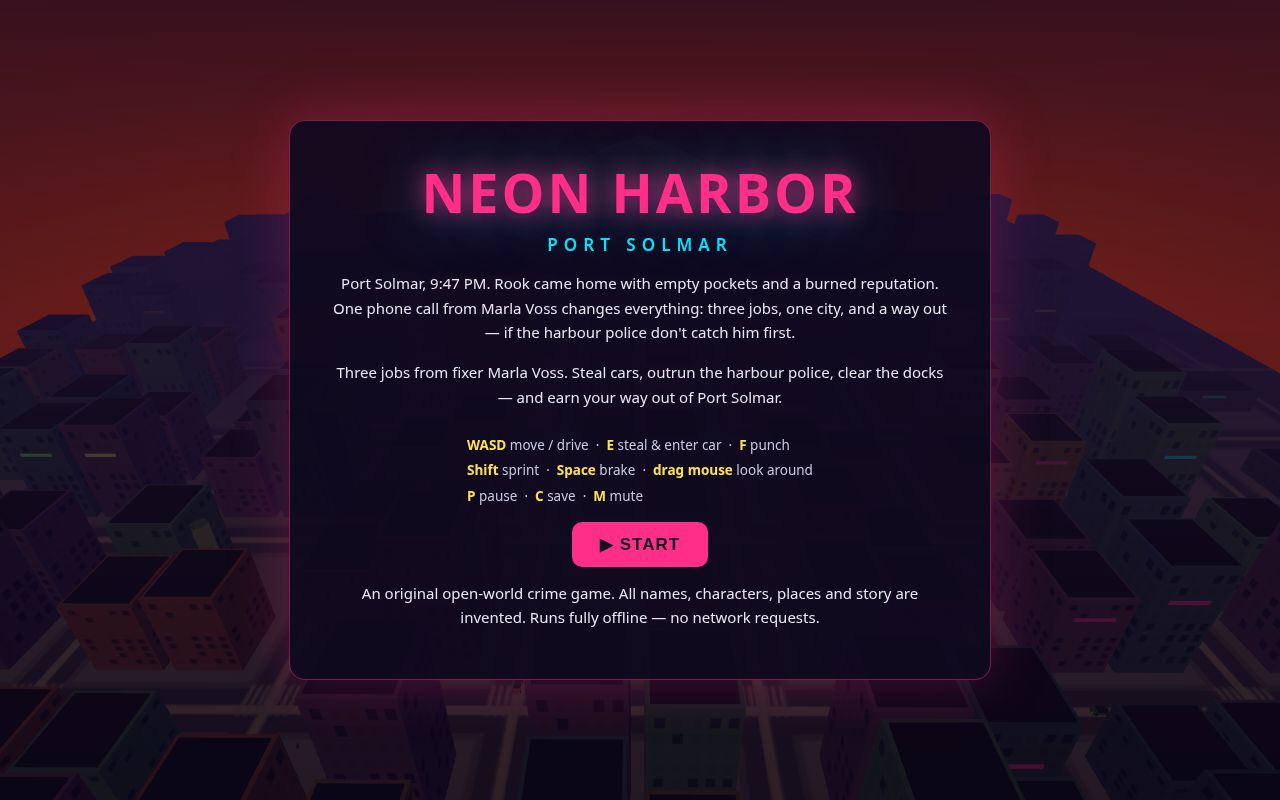 NEON HARBOR
PORT SOLMAR
Port Solmar, 9:47 PM. Rook came home with empty pockets and a burned reputation.
One phone call from Marla Voss changes everything: three jobs, one city, and a way out
— if the harbour police don't catch him first.
Three jobs from fixer Marla Voss. Steal cars, outrun the harbour police, clear the docks
— and earn your way out of Port Solmar.
WASD move / drive · E steal & enter car · F punch
Shift sprint · Space brake · drag mouse look around
P pause · C save · M mute
▶ START
An original open-world crime game. All names, characters, places and story are
invented. Runs fully offline — no network requests.